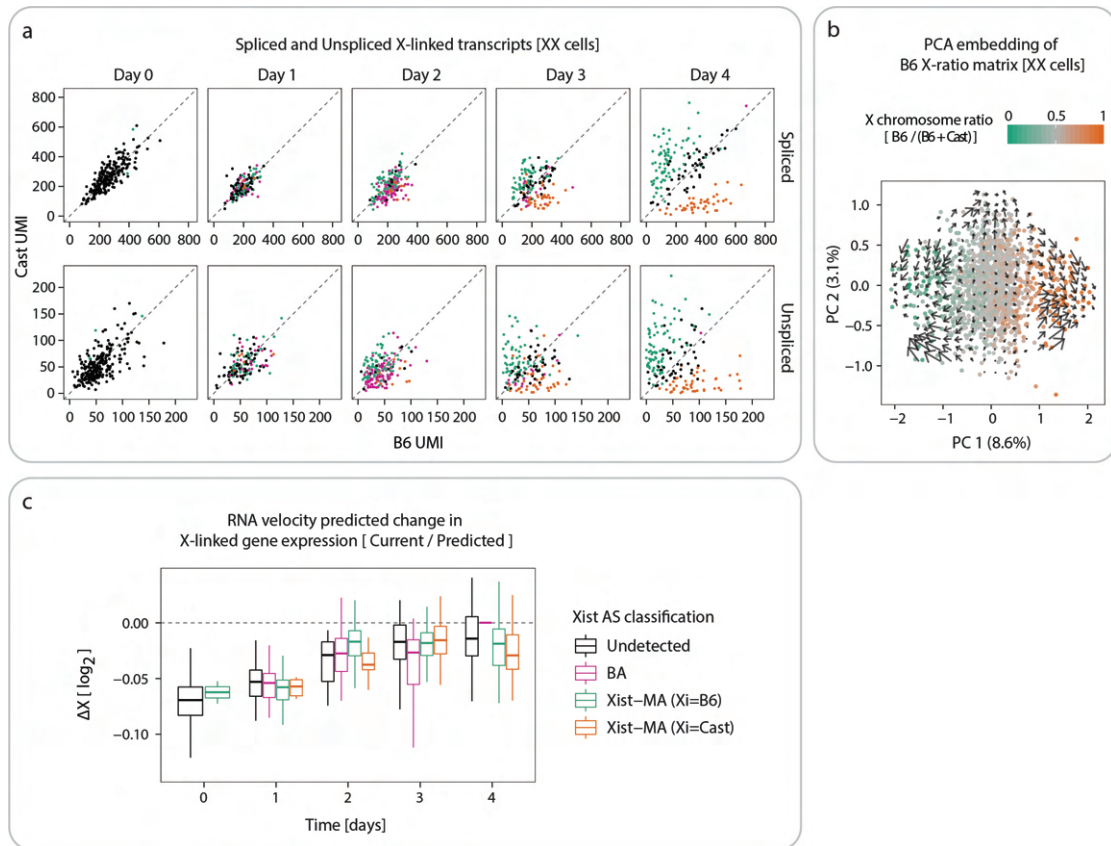 a
Spliced and Unspliced X-linked transcripts [XX cells]
Day 0 Day 1 Day 2 Day 3 Day 4
800
600
400
200
0
Spliced
0 200 400 600 800 0 200 400 600 800 0 200 400 600 800 0 200 400 600 800 0 200 400 600 800
Cast UMI
200
150
100
50
0
Unspliced
0 50 100 150 200 0 50 100 150 200 0 50 100 150 200 0 50 100 150 200 0 50 100 150 200
B6 UMI
b
PCA embedding of
B6 X-ratio matrix [XX cells]
X chromosome ratio
[ B6 / (B6 + Cast) ]
0 0.5 1
1.0
0.5
0.0
−0.5
−1.0
PC 2 (3.1%)
−2 −1 0 1 2
PC 1 (8.6%)
c
RNA velocity predicted change in
X-linked gene expression [ Current / Predicted ]
0.00
−0.05
−0.10
ΔX [ log2 ]
0 1 2 3 4
Time [days]
Xist AS classification
Undetected
BA
Xist−MA (Xi=B6)
Xist−MA (Xi=Cast)